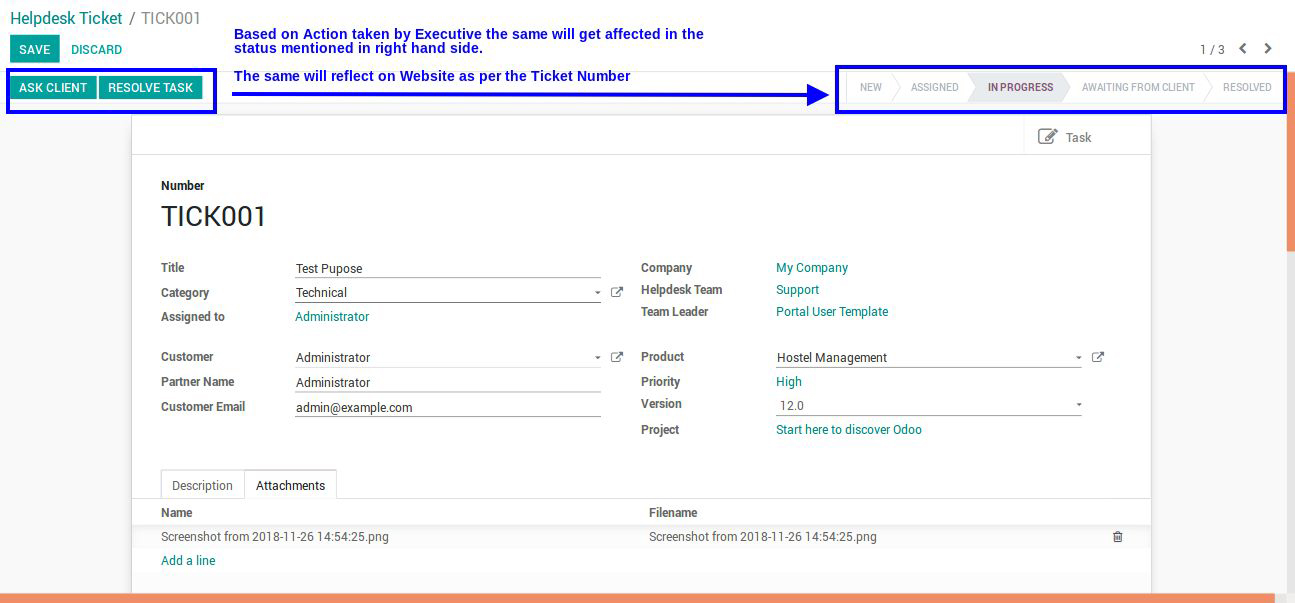 Helpdesk Ticket / TICK001
SAVE DISCARD
Based on Action taken by Executive the same will get affected in the
status mentioned in right hand side.
1 / 3
The same will reflect on Website as per the Ticket Number
ASK CLIENT RESOLVE TASK
NEW ASSIGNED IN PROGRESS AWAITING FROM CLIENT RESOLVED
Task
Number
TICK001
Title Test Pupose Company My Company
Category Technical Helpdesk Team Support
Assigned to Administrator Team Leader Portal User Template
Customer Administrator Product Hostel Management
Partner Name Administrator Priority High
Customer Email admin@example.com Version 12.0
Project Start here to discover Odoo
Description Attachments
Name Filename
Screenshot from 2018-11-26 14:54:25.png Screenshot from 2018-11-26 14:54:25.png
Add a line